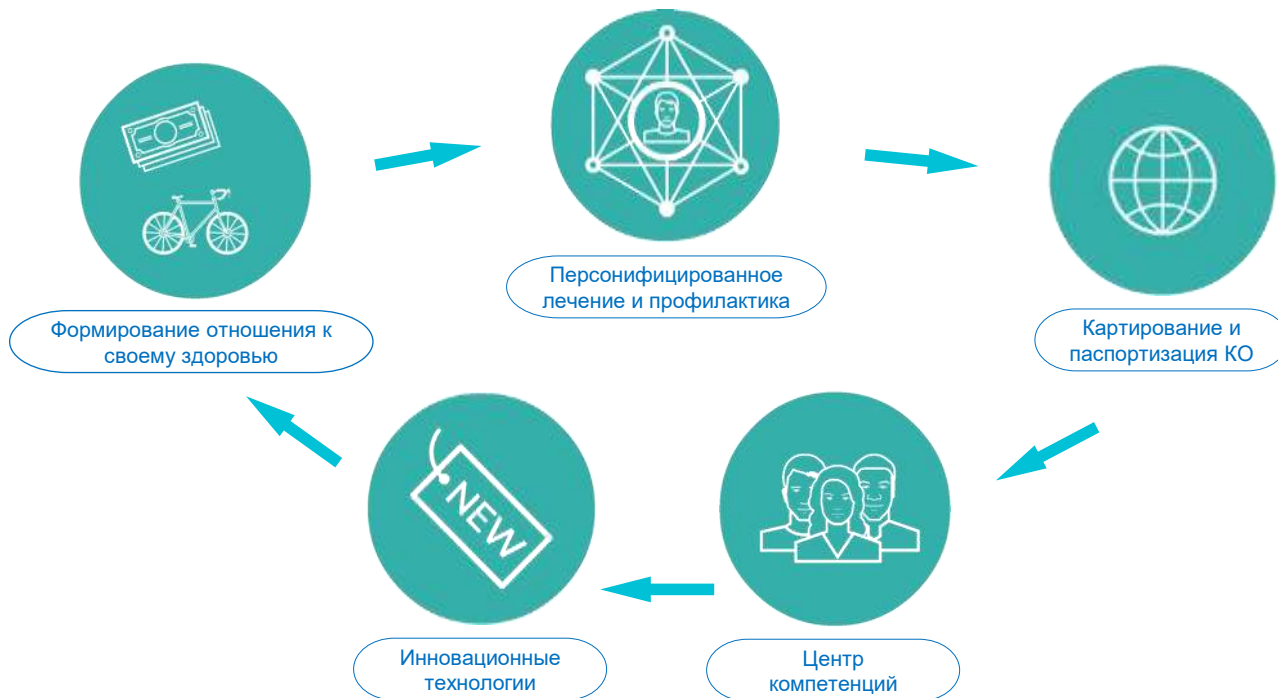 Персонифицированное
лечение и профилактика
Формирование отношения к
своему здоровью
Картирование и
паспортизация КО
NEW
Инновационные
технологии
Центр
компетенций